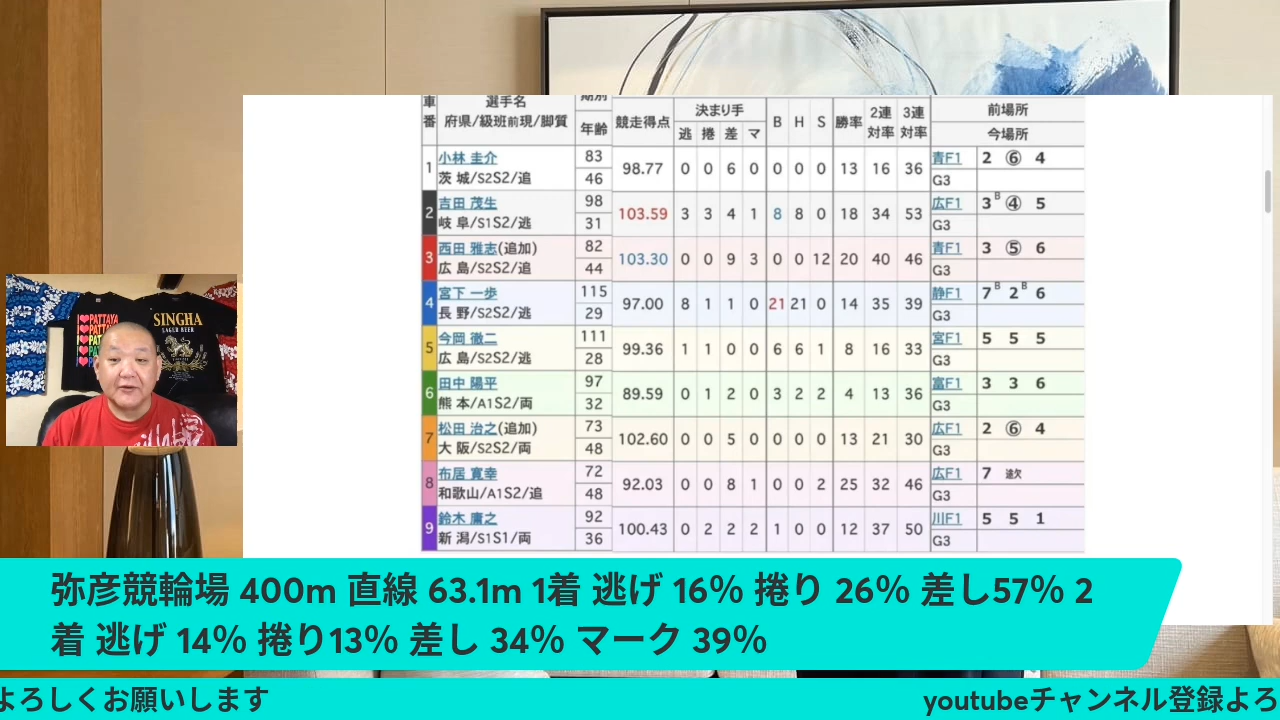 車番 選手名 府県/級班前現/脚質 期別 年齢 競走得点 決まり手 逃 捲 差 マ B H S 勝率 2連対率 3連対率 前場所 今場所
1 小林 圭介 茨 城/S2S2/追 83 46 98.77 0 0 6 0 0 0 0 13 16 36 青F1 2 ⑥ 4 G3
2 吉田 茂生 岐 阜/S1S2/逃 98 31 103.59 3 3 4 1 8 8 0 18 34 53 広F1 3 B ④ 5 G3
3 西田 雅志(追加) 広 島/S2S2/追 82 44 103.30 0 0 9 3 0 0 12 20 40 46 青F1 3 ⑤ 6 G3
4 宮下 一歩 長 野/S2S2/逃 115 29 97.00 8 1 1 0 21 21 0 14 35 39 静F1 7 B 2 B 6 G3
5 今岡 徹二 広 島/S2S2/逃 111 28 99.36 1 1 0 0 6 6 1 8 16 33 宮F1 5 5 5 G3
6 田中 陽平 熊 本/A1S2/両 97 32 89.59 0 1 2 0 3 2 2 4 13 36 富F1 3 3 6 G3
7 松田 治之(追加) 大 阪/S2S2/両 73 48 102.60 0 0 5 0 0 0 0 13 21 30 広F1 2 ⑥ 4 G3
8 布居 寛幸 和歌山/A1S2/追 72 48 92.03 0 0 8 1 0 0 2 25 32 46 広F1 7 途欠 G3
9 鈴木 庸之 新 潟/S1S1/両 92 36 100.43 0 2 2 2 1 0 0 12 37 50 川F1 5 5 1 G3
PATTAYA
PATTAYA
PATTA
PATT
SINGHA
LAGER BEER
弥彦競輪場 400m 直線 63.1m 1着 逃げ 16% 捲り 26% 差し57% 2
着 逃げ 14% 捲り13% 差し 34% マーク 39%
よろしくお願いします youtubeチャンネル登録よろ